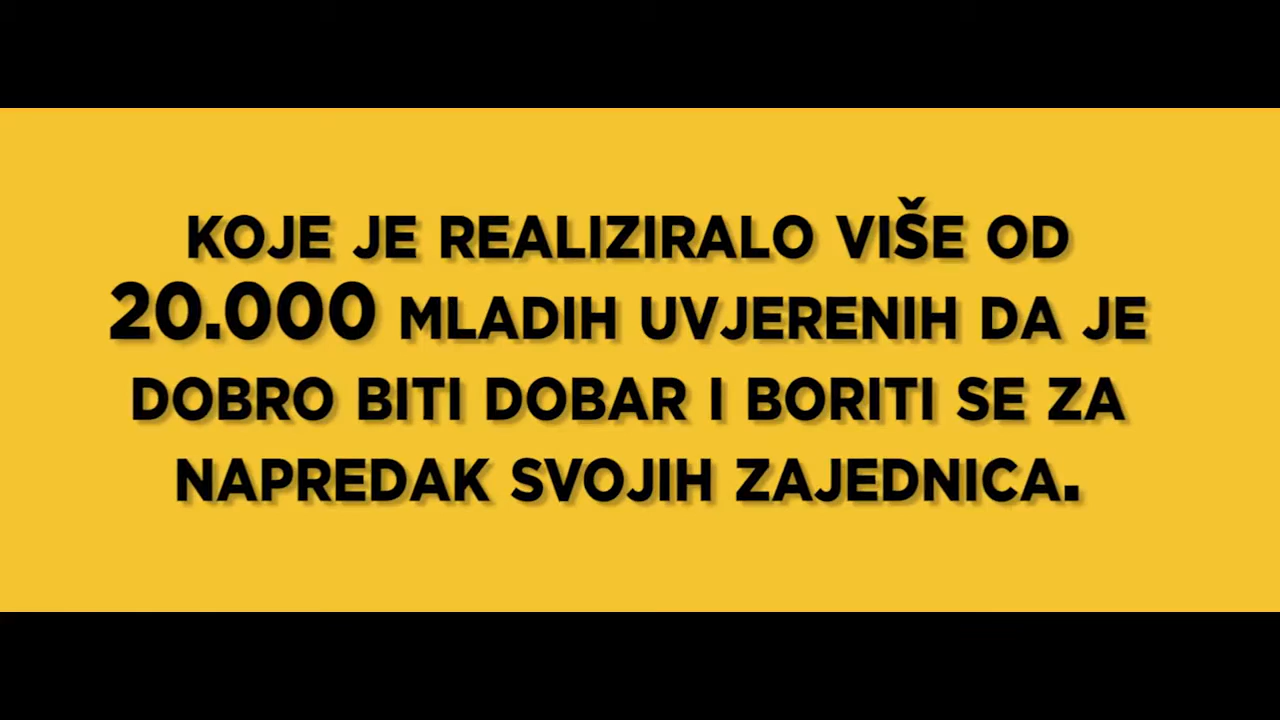 KOJE JE REALIZIRALO VIŠE OD
20.000 MLADIH UVJERENIH DA JE
DOBRO BITI DOBAR I BORITI SE ZA
NAPREDAK SVOJIH ZAJEDNICA.